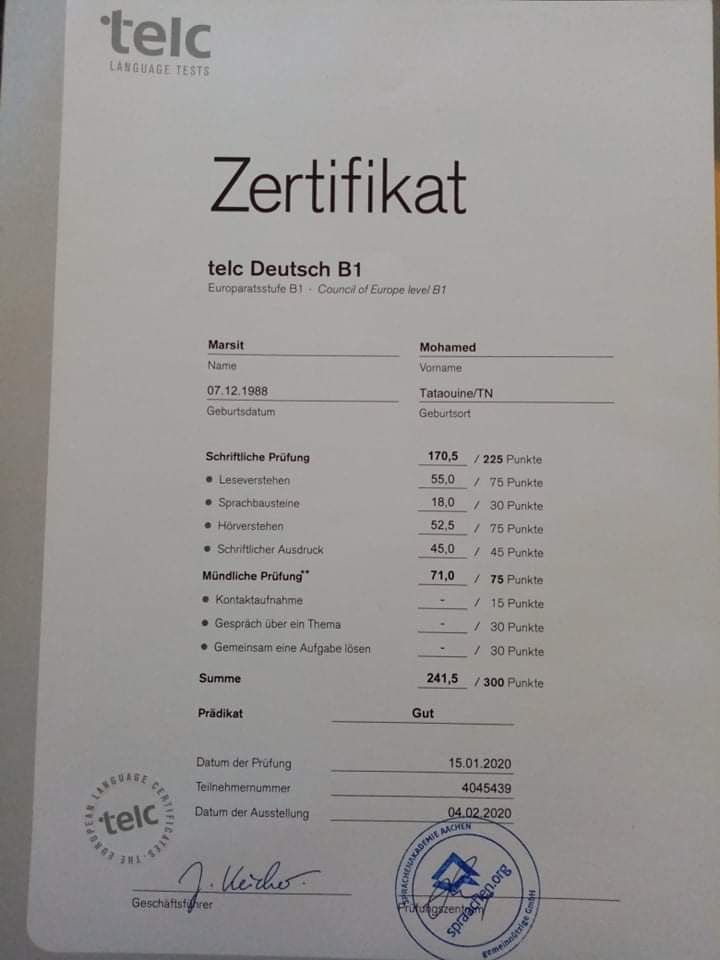 telc
LANGUAGE TESTS
Zertifikat
telc Deutsch B1
Europaratsstufe B1 · Council of Europe level B1
Marsit Mohamed
Name Vorname
07.12.1988 Tataouine/TN
Geburtsdatum Geburtsort
Schriftliche Prüfung 170,5 / 225 Punkte
• Leseverstehen 55,0 / 75 Punkte
• Sprachbausteine 18,0 / 30 Punkte
• Hörverstehen 52,5 / 75 Punkte
• Schriftlicher Ausdruck 45,0 / 45 Punkte
Mündliche Prüfung** 71,0 / 75 Punkte
• Kontaktaufnahme - / 15 Punkte
• Gespräch über ein Thema - / 30 Punkte
• Gemeinsam eine Aufgabe lösen - / 30 Punkte
Summe 241,5 / 300 Punkte
Prädikat Gut
Datum der Prüfung 15.01.2020
Teilnehmernummer 4045439
Datum der Ausstellung 04.02.2020
THE EUROPEAN LANGUAGE CERTIFICATES
telc
SPRACHENAKADEMIE AACHEN
spraachen.org
gemeinnützige GmbH
Geschäftsführer Prüfungszentrum